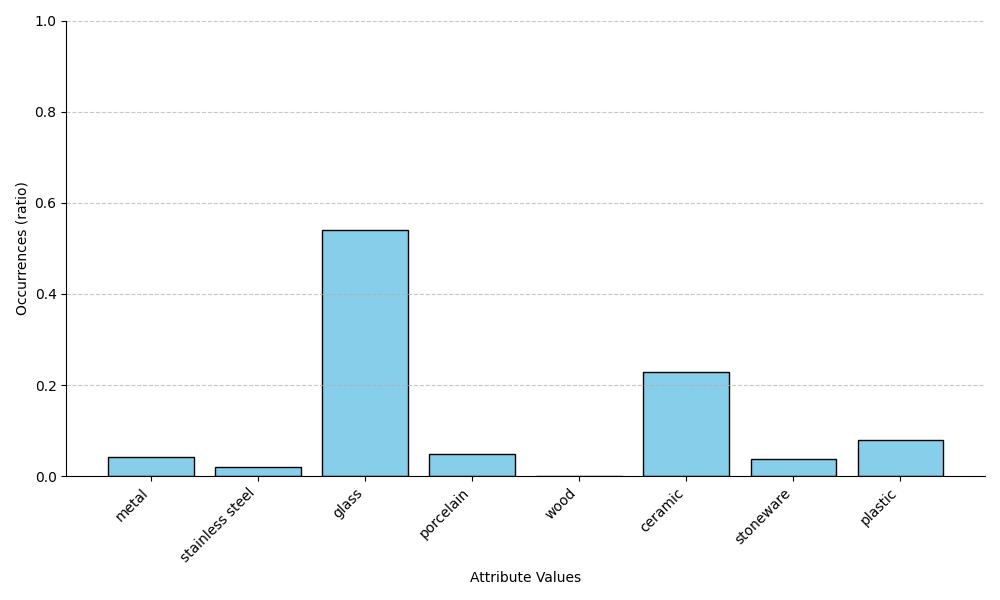 1.0
0.8
0.6
0.4
0.2
0.0
Occurrences (ratio)
metal
stainless steel
glass
porcelain
wood
ceramic
stoneware
plastic
Attribute Values